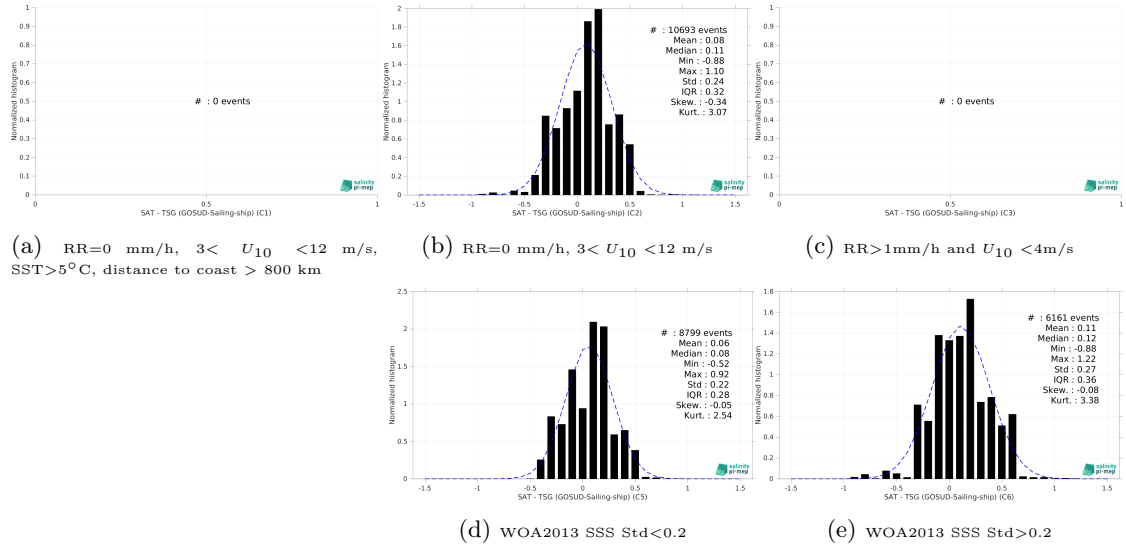 1
0.9
0.8
0.7
0.6
0.5
0.4
0.3
0.2
0.1
0
Normalized histogram
# : 0 events
salinity
pi-mep
0 0.5 1
SAT - TSG (GOSUD-Sailing-ship) (C1)
2
1.8
1.6
1.4
1.2
1
0.8
0.6
0.4
0.2
0
Normalized histogram
# : 10693 events
Mean : 0.08
Median : 0.11
Min : -0.88
Max : 1.10
Std : 0.24
IQR : 0.32
Skew. : -0.34
Kurt. : 3.07
salinity
pi-mep
-1.5 -1 -0.5 0 0.5 1 1.5
SAT - TSG (GOSUD-Sailing-ship) (C2)
1
0.9
0.8
0.7
0.6
0.5
0.4
0.3
0.2
0.1
0
Normalized histogram
# : 0 events
salinity
pi-mep
0 0.5 1
SAT - TSG (GOSUD-Sailing-ship) (C3)
(a) RR=0 mm/h, 3< U10 <12 m/s,
SST>5°C, distance to coast > 800 km
(b) RR=0 mm/h, 3< U10 <12 m/s
(c) RR>1mm/h and U10 <4m/s
2.5
2
1.5
1
0.5
0
Normalized histogram
# : 8799 events
Mean : 0.06
Median : 0.08
Min : -0.52
Max : 0.92
Std : 0.22
IQR : 0.28
Skew. : -0.05
Kurt. : 2.54
salinity
pi-mep
-1.5 -1 -0.5 0 0.5 1 1.5
SAT - TSG (GOSUD-Sailing-ship) (C5)
1.8
1.6
1.4
1.2
1
0.8
0.6
0.4
0.2
0
Normalized histogram
# : 6161 events
Mean : 0.11
Median : 0.12
Min : -0.88
Max : 1.22
Std : 0.27
IQR : 0.36
Skew. : -0.08
Kurt. : 3.38
salinity
pi-mep
-1.5 -1 -0.5 0 0.5 1 1.5
SAT - TSG (GOSUD-Sailing-ship) (C6)
(d) WOA2013 SSS Std<0.2
(e) WOA2013 SSS Std>0.2